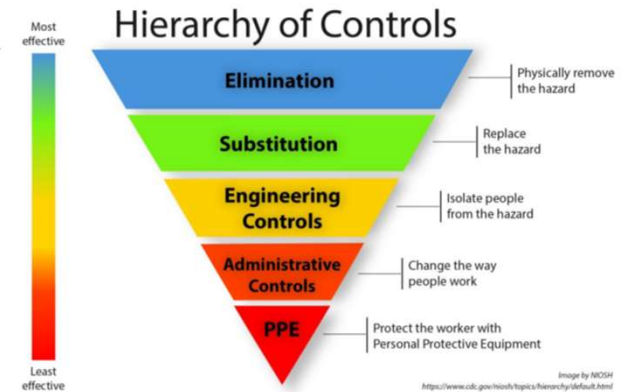 Hierarchy of Controls
Most
effective
Elimination
Physically remove
the hazard
Substitution
Replace
the hazard
Engineering
Controls
Isolate people
from the hazard
Administrative
Controls
Change the way
people work
PPE
Protect the worker with
Personal Protective Equipment
Least
effective
Image by NIOSH
https://www.cdc.gov/niosh/topics/hierarchy/default.html